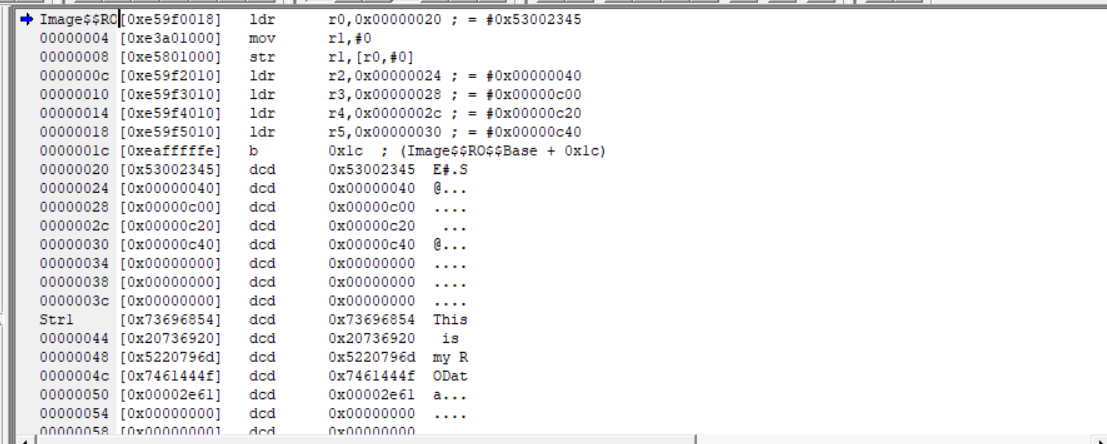 Image$$RO[0xe59f0018] ldr r0,0x00000020 ; = #0x53002345
00000004 [0xe3a01000] mov r1,#0
00000008 [0xe5801000] str r1,[r0,#0]
0000000c [0xe59f2010] ldr r2,0x00000024 ; = #0x00000040
00000010 [0xe59f3010] ldr r3,0x00000028 ; = #0x00000c00
00000014 [0xe59f4010] ldr r4,0x0000002c ; = #0x00000c20
00000018 [0xe59f5010] ldr r5,0x00000030 ; = #0x00000c40
0000001c [0xeafffffe] b 0x1c ; (Image$$RO$$Base + 0x1c)
00000020 [0x53002345] dcd 0x53002345 E#.S
00000024 [0x00000040] dcd 0x00000040 @...
00000028 [0x00000c00] dcd 0x00000c00 ....
0000002c [0x00000c20] dcd 0x00000c20 ...
00000030 [0x00000c40] dcd 0x00000c40 @...
00000034 [0x00000000] dcd 0x00000000 ....
00000038 [0x00000000] dcd 0x00000000 ....
0000003c [0x00000000] dcd 0x00000000 ....
Str1 [0x73696854] dcd 0x73696854 This
00000044 [0x20736920] dcd 0x20736920 is
00000048 [0x5220796d] dcd 0x5220796d my R
0000004c [0x7461444f] dcd 0x7461444f ODat
00000050 [0x00002e61] dcd 0x00002e61 a...
00000054 [0x00000000] dcd 0x00000000 ....
00000058 [0x00000000] dcd 0x00000000